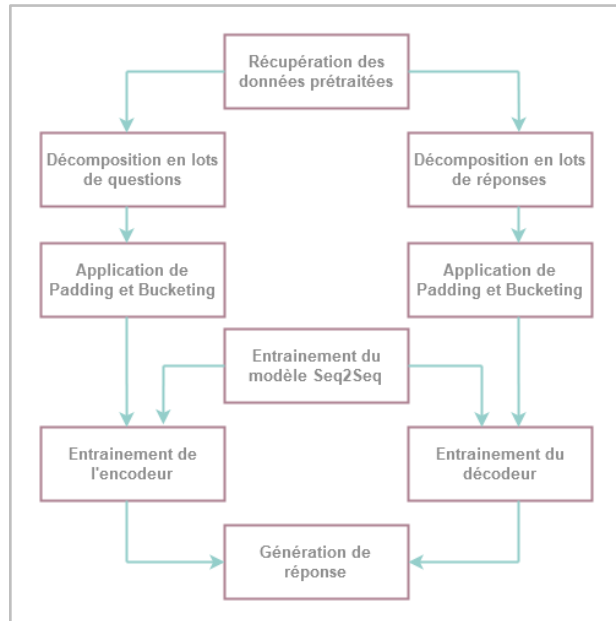 Récupération des
données prétraitées
Décomposition en lots
de questions
Décomposition en lots
de réponses
Application de
Padding et Bucketing
Application de
Padding et Bucketing
Entrainement du
modèle Seq2Seq
Entrainement de
l'encodeur
Entrainement du
décodeur
Génération de
réponse